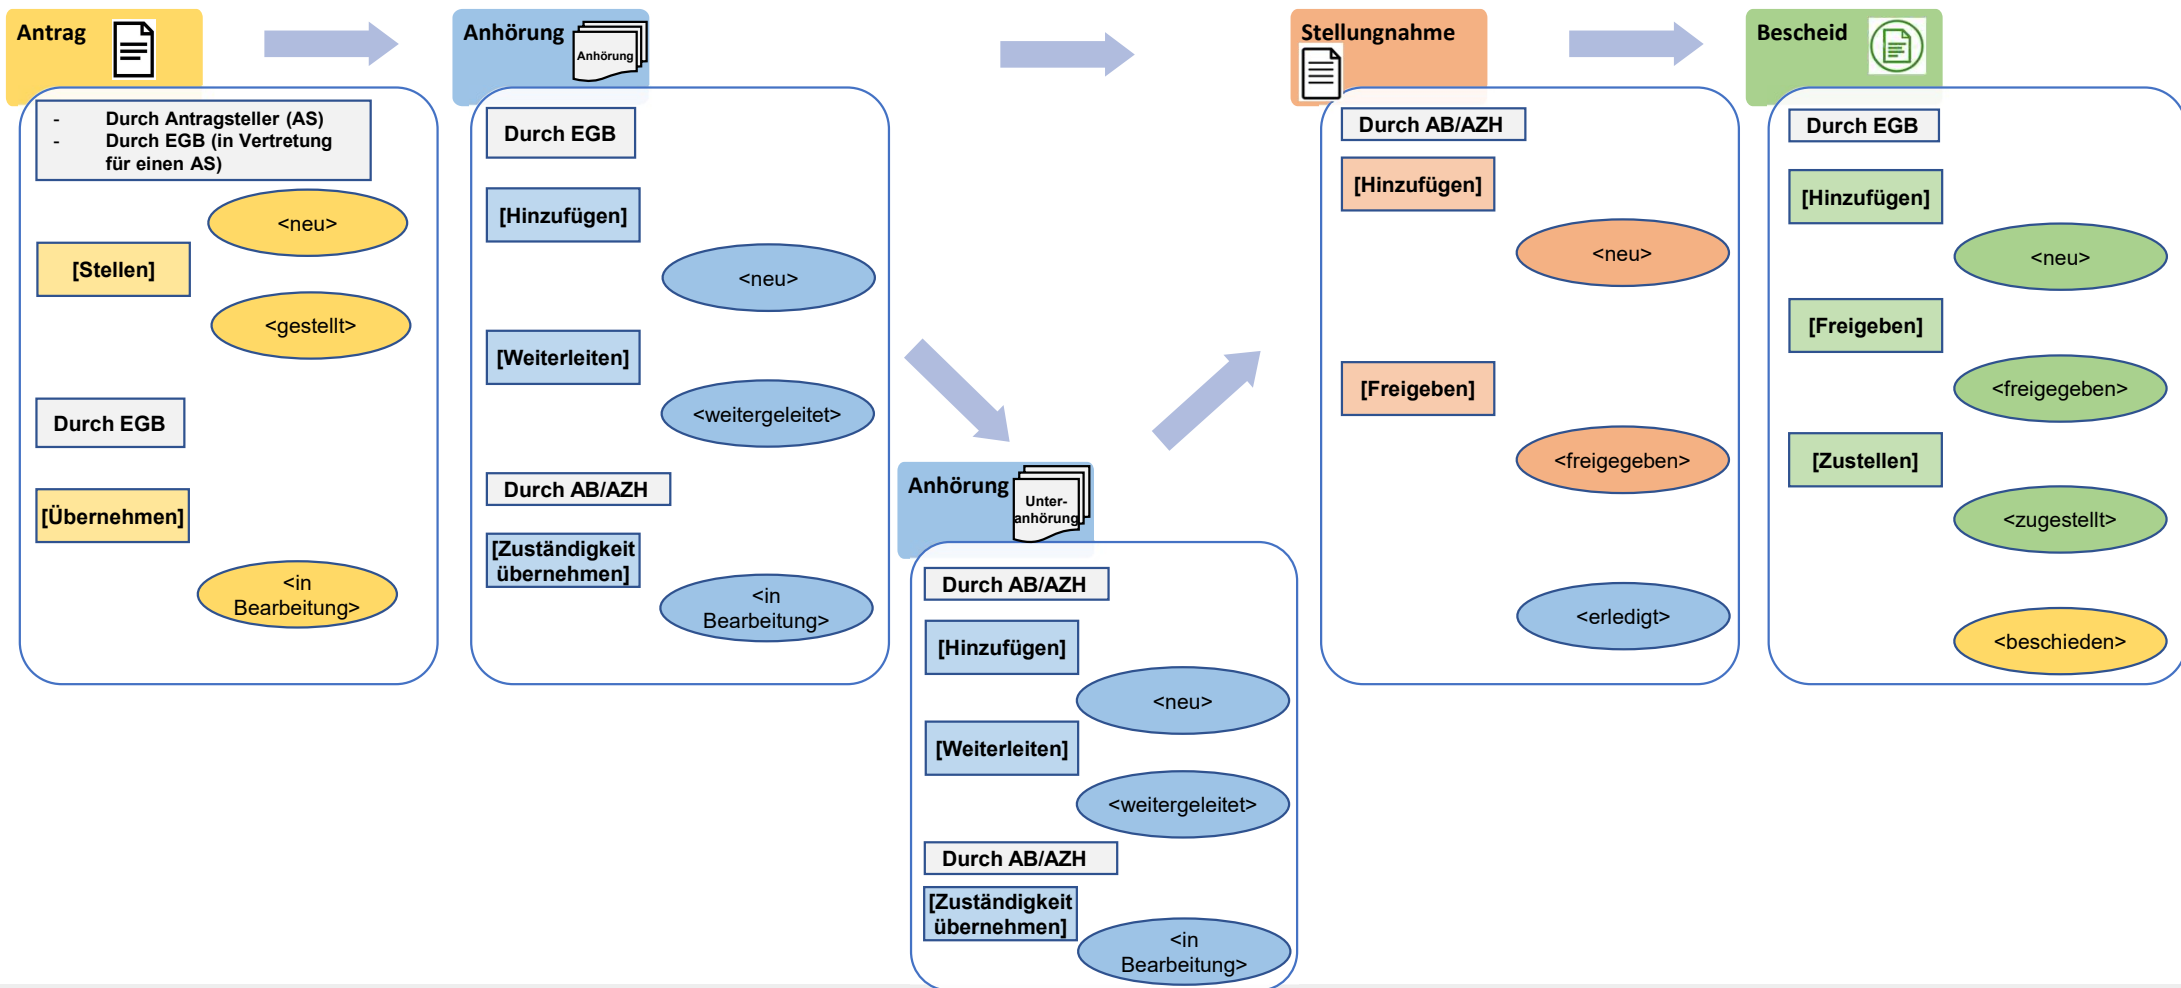 Antrag
- Durch Antragsteller (AS)
- Durch EGB (in Vertretung
für einen AS)
<neu>
[Stellen]
<gestellt>
Durch EGB
[Übernehmen]
<in
Bearbeitung>
Anhörung
Anhörung
Durch EGB
[Hinzufügen]
<neu>
[Weiterleiten]
<weitergeleitet>
Durch AB/AZH
[Zuständigkeit
übernehmen]
<in
Bearbeitung>
Anhörung
Unter-
anhörung
Durch AB/AZH
[Hinzufügen]
<neu>
[Weiterleiten]
<weitergeleitet>
Durch AB/AZH
[Zuständigkeit
übernehmen]
<in
Bearbeitung>
Stellungnahme
Durch AB/AZH
[Hinzufügen]
<neu>
[Freigeben]
<freigegeben>
<erledigt>
Bescheid
Durch EGB
[Hinzufügen]
<neu>
[Freigeben]
<freigegeben>
[Zustellen]
<zugestellt>
<beschieden>